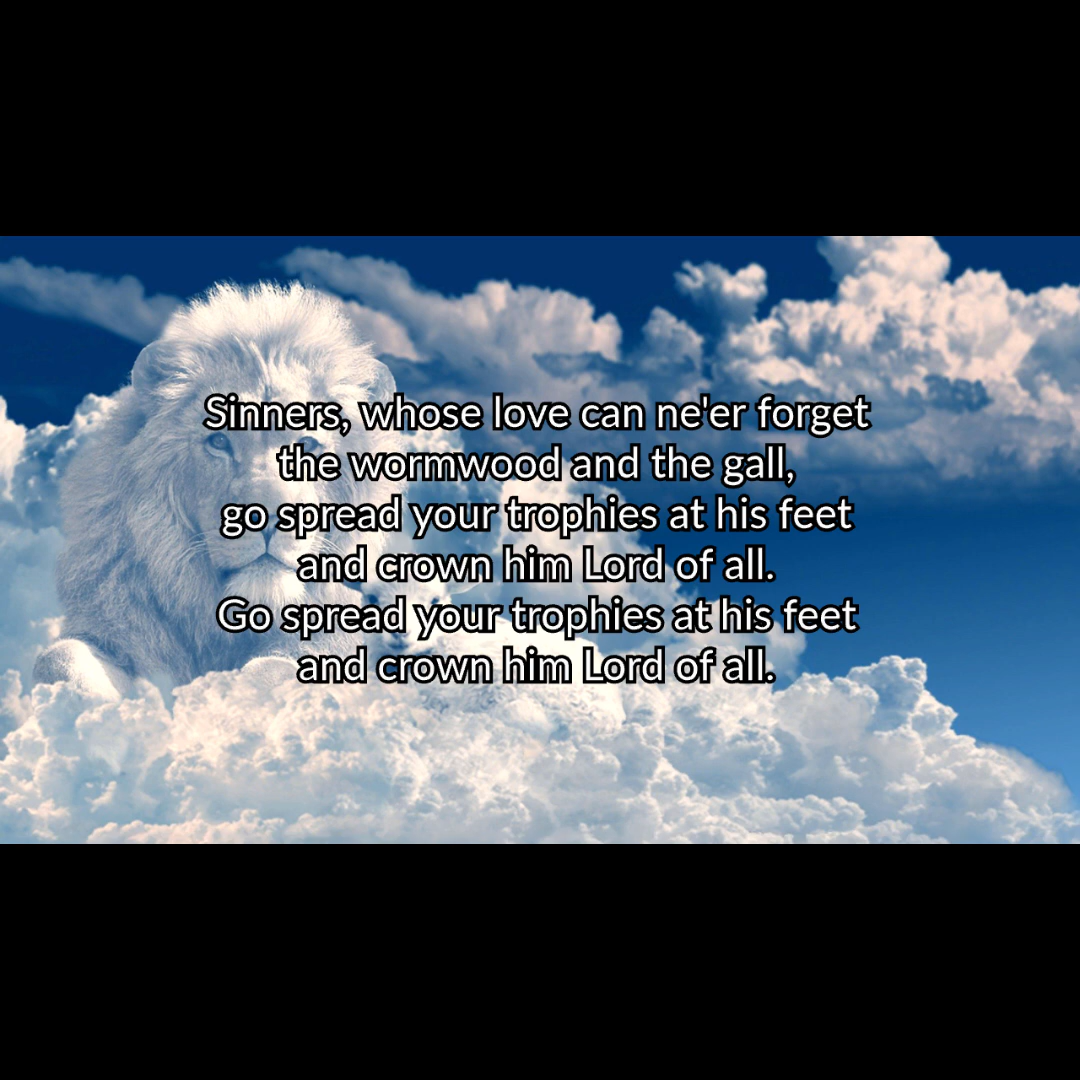 Sinners, whose love can ne'er forget
the wormwood and the gall,
go spread your trophies at his feet
and crown him Lord of all.
Go spread your trophies at his feet
and crown him Lord of all.